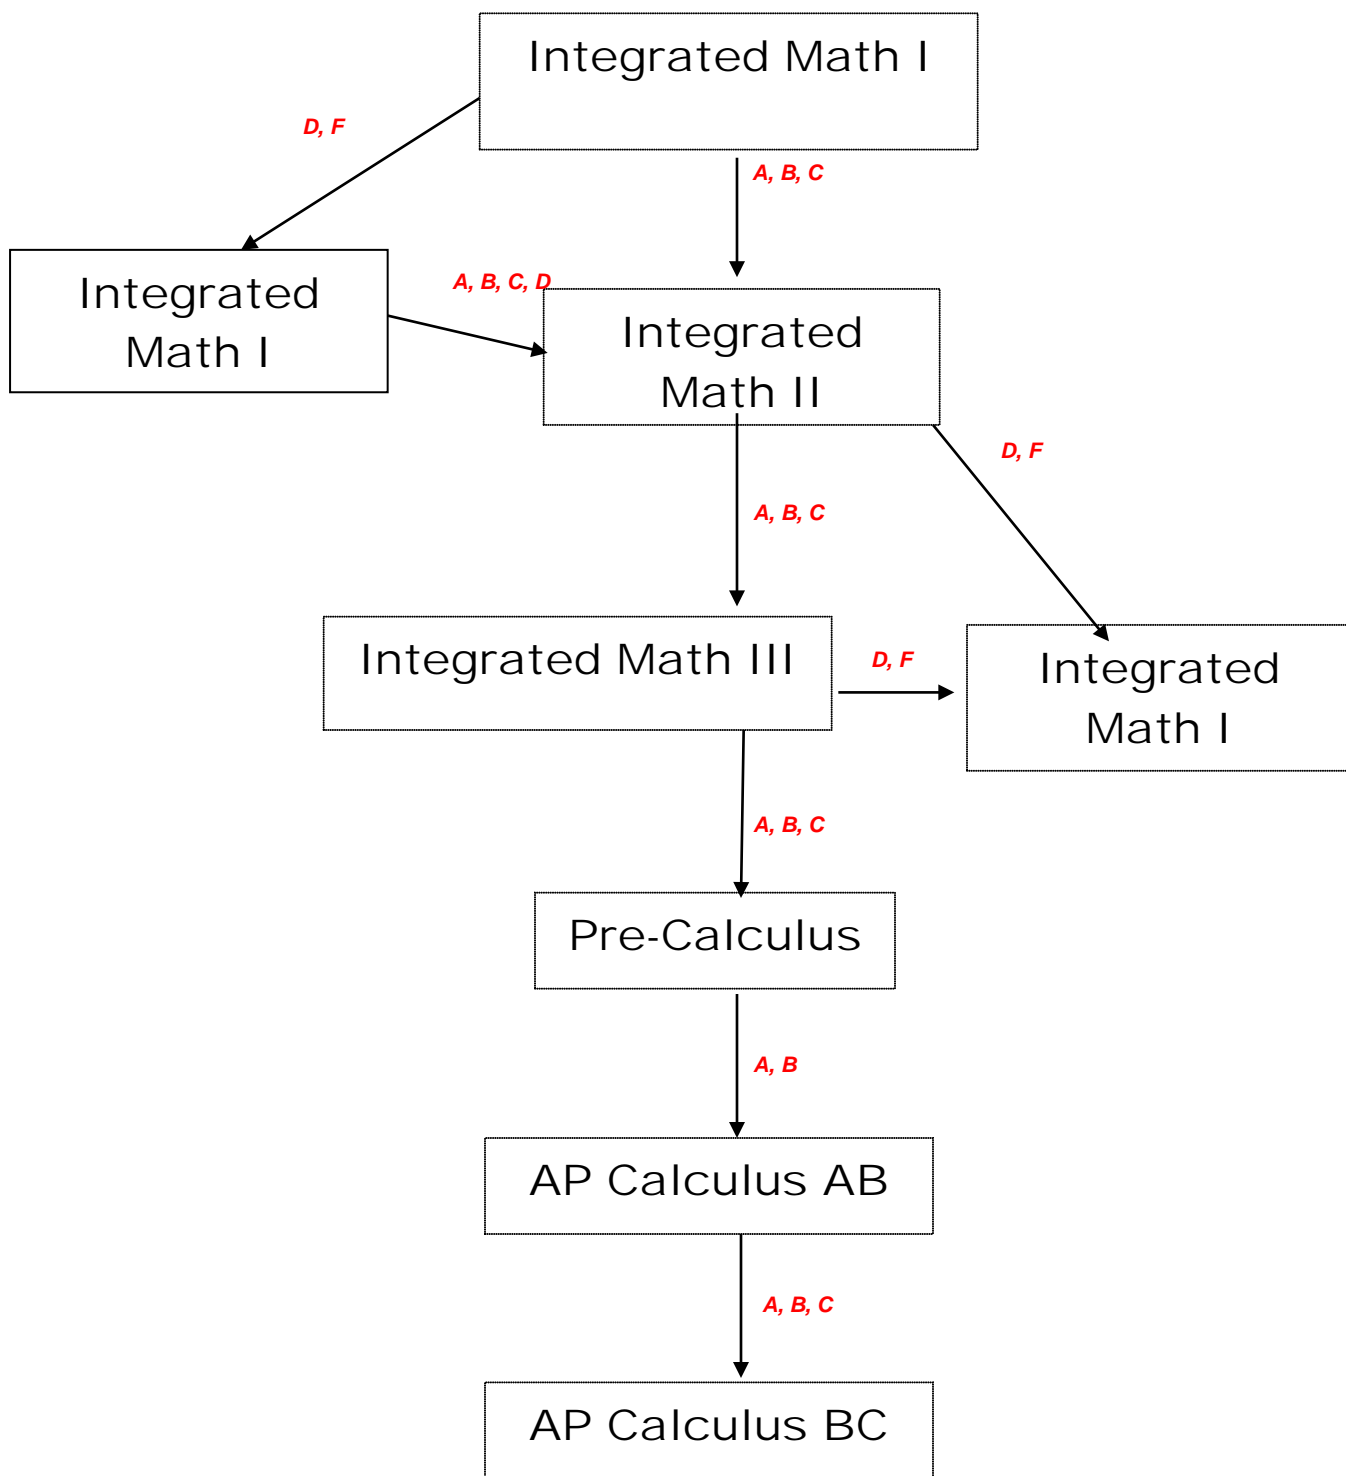 Integrated Math I
D, F
A, B, C
Integrated
Math I
A, B, C, D
Integrated
Math II
D, F
A, B, C
Integrated Math III
D, F
Integrated
Math I
A, B, C
Pre-Calculus
A, B
AP Calculus AB
A, B, C
AP Calculus BC